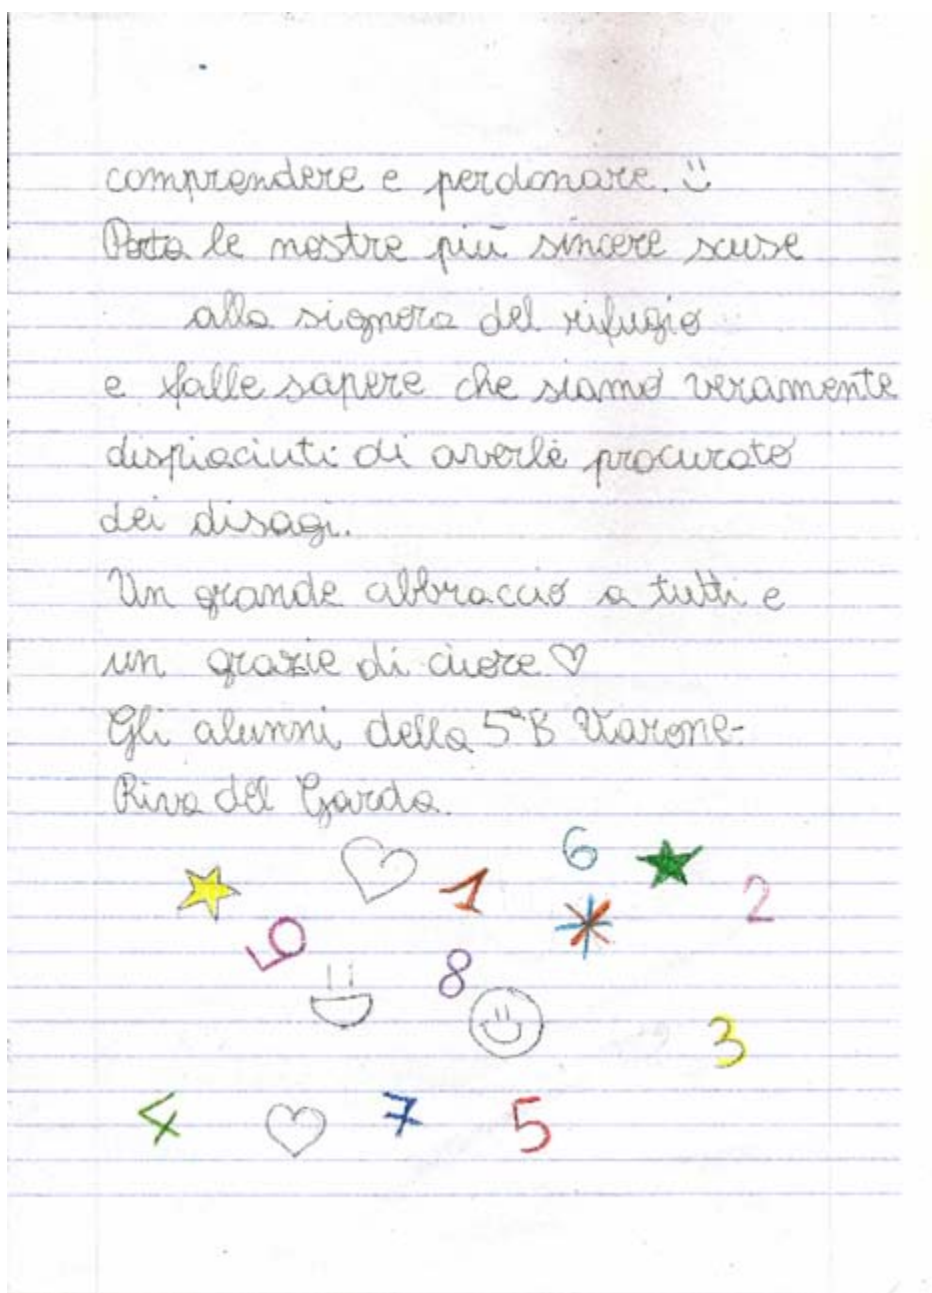 comprendere e perdonare. :)
Porta le nostre più sincere scuse
alla signora del rifugio
e falle sapere che siamo veramente
dispiaciuti di averle procurato
dei disagi.
Un grande abbraccio a tutti e
un grazie di cuore ♡
Gli alunni della 5ªB Varone-
Riva del Garda.
6
1
2
9
8
3
4 7 5